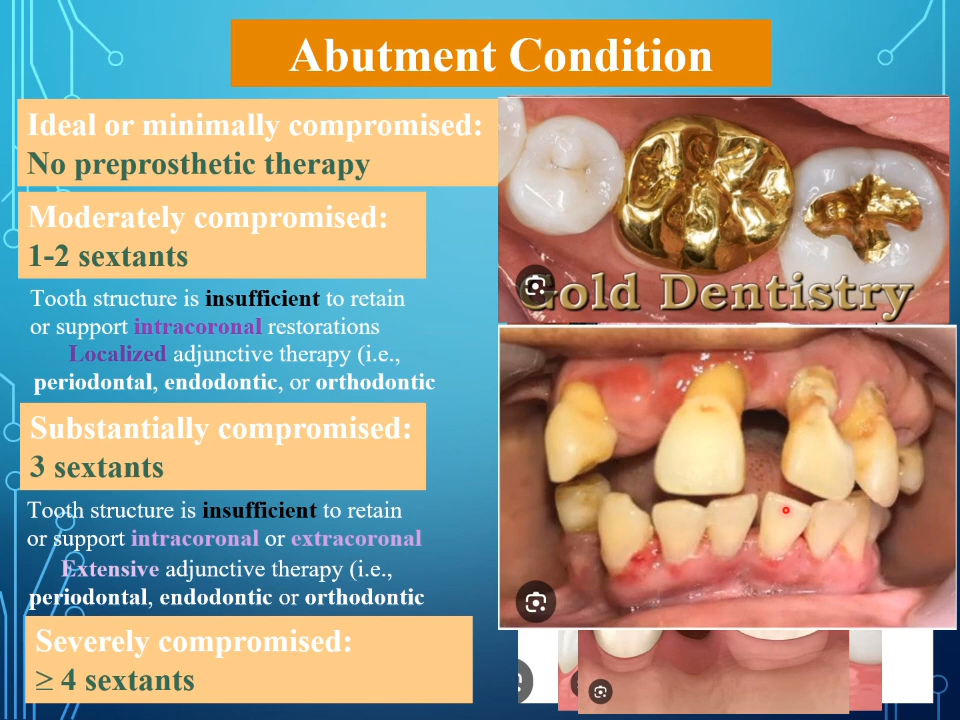 Abutment Condition
Ideal or minimally compromised:
No preprosthetic therapy
Moderately compromised:
1-2 sextants
Tooth structure is insufficient to retain
or support intracoronal restorations
Localized adjunctive therapy (i.e.,
periodontal, endodontic, or orthodontic
Substantially compromised:
3 sextants
Tooth structure is insufficient to retain
or support intracoronal or extracoronal
Extensive adjunctive therapy (i.e.,
periodontal, endodontic or orthodontic
Severely compromised:
≥ 4 sextants
Gold Dentistry